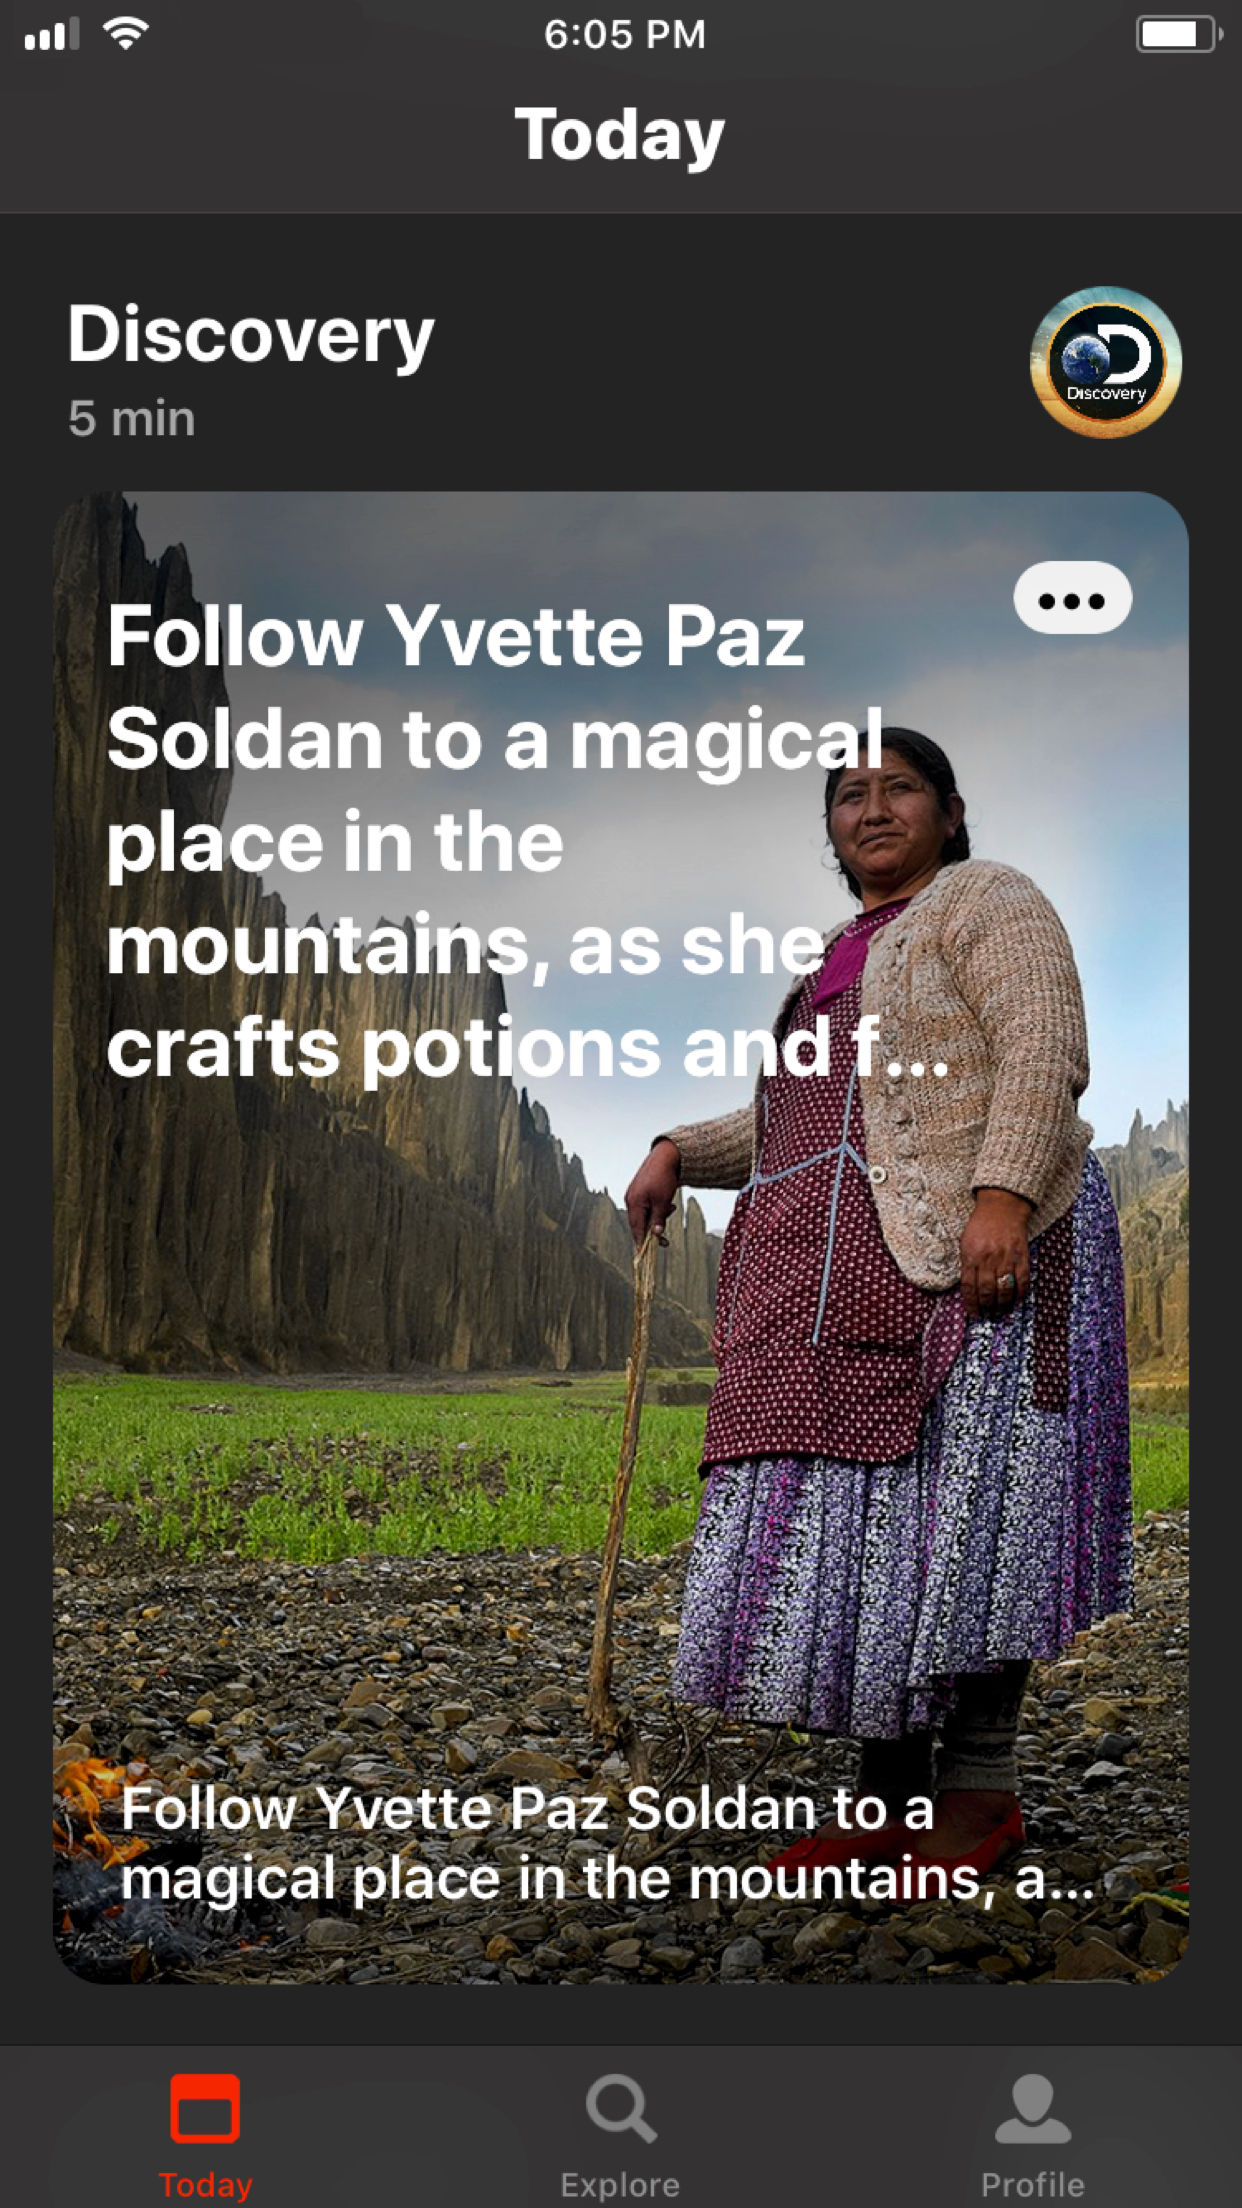 6:05 PM
Today
Discovery
5 min
Discovery
Follow Yvette Paz
Soldan to a magical
place in the
mountains, as she
crafts potions and f...
Follow Yvette Paz Soldan to a
magical place in the mountains, a...
Today
Explore
Profile